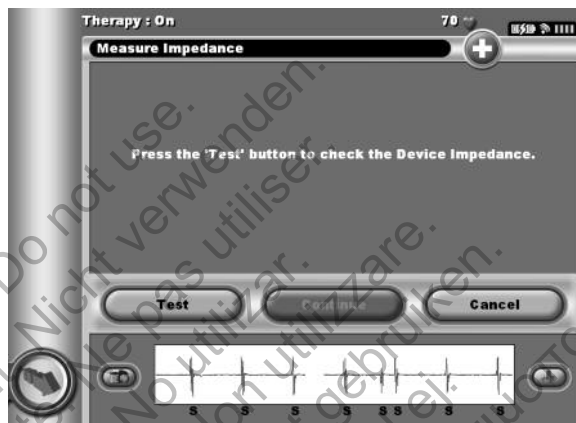 Therapy : On 70
Measure Impedance
Press the 'Test' button to check the Device Impedance.
Test Continue Cancel
S S S S S S S S
Do not use.
Nicht verwenden.
Ne pas utiliser.
No utilizar.
Non utilizzare.
gebruiken.
ej.